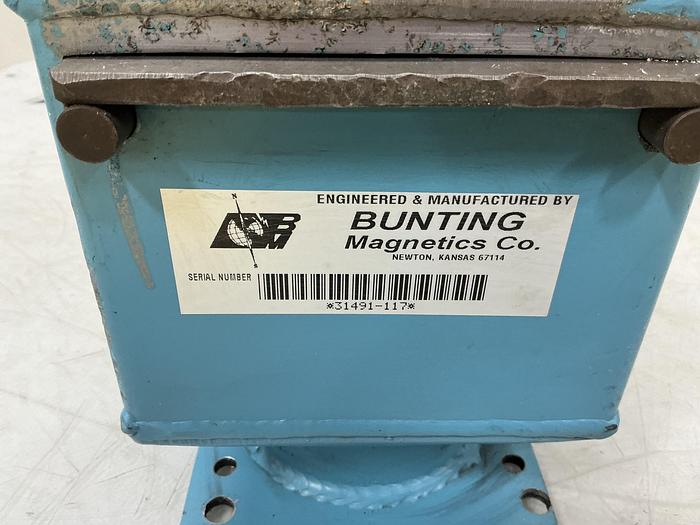 ENGINEERED & MANUFACTURED BY
N
B
M
BUNTING
Magnetics Co.
NEWTON, KANSAS 67114
S
SERIAL NUMBER
*31491-117*